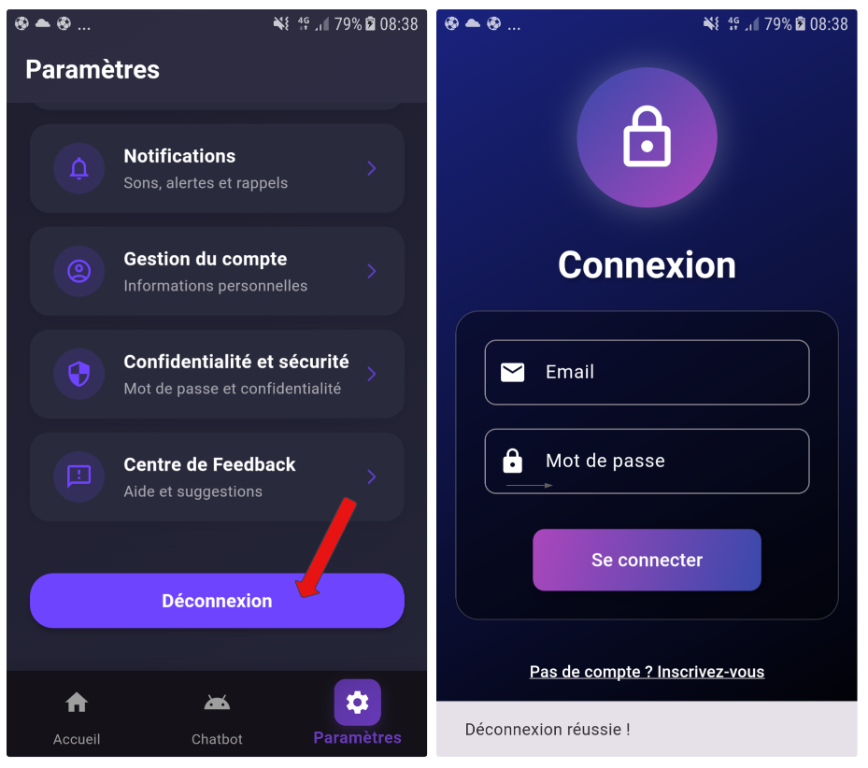 ... 4G 79% 08:38
Paramètres
Notifications
Sons, alertes et rappels
Gestion du compte
Informations personnelles
Confidentialité et sécurité
Mot de passe et confidentialité
Centre de Feedback
Aide et suggestions
Déconnexion
Accueil
Chatbot
Paramètres
... 4G 79% 08:38
Connexion
Email
Mot de passe
Se connecter
Pas de compte ? Inscrivez-vous
Déconnexion réussie !